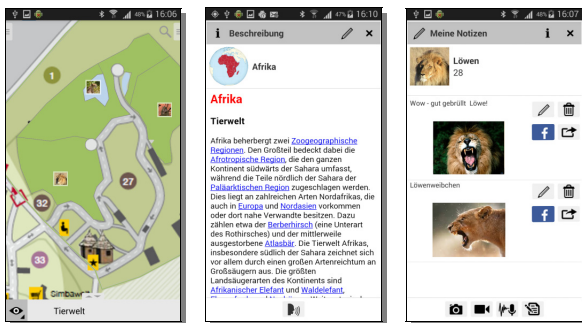 48% 16:06
1
27
32
33
Gimbaw
Tierwelt
47% 16:10
i Beschreibung
Afrika
Afrika
Tierwelt
Afrika beherbergt zwei Zoogeographische
Regionen. Den Großteil bedeckt dabei die
Afrotropische Region, die den ganzen
Kontinent südwärts der Sahara umfasst,
während die Teile nördlich der Sahara der
Paläarktischen Region zugeschlagen werden.
Dies liegt an zahlreichen Arten Nordafrikas, die
auch in Europa und Nordasien vorkommen
oder dort nahe Verwandte besitzen. Dazu
zählen etwa der Berberhirsch (eine Unterart
des Rothirsches) und der mittlerweile
ausgestorbene Atlasbär. Die Tierwelt Afrikas,
insbesondere südlich der Sahara zeichnet sich
vor allem durch einen großen Artenreichtum an
Großsäugern aus. Die größten
Landsäugerarten des Kontinents sind
Afrikanischer Elefant und Waldelefant,
48% 16:07
Meine Notizen i
Löwen
28
Wow - gut gebrüllt Löwe!
f
Löwenweibchen
f